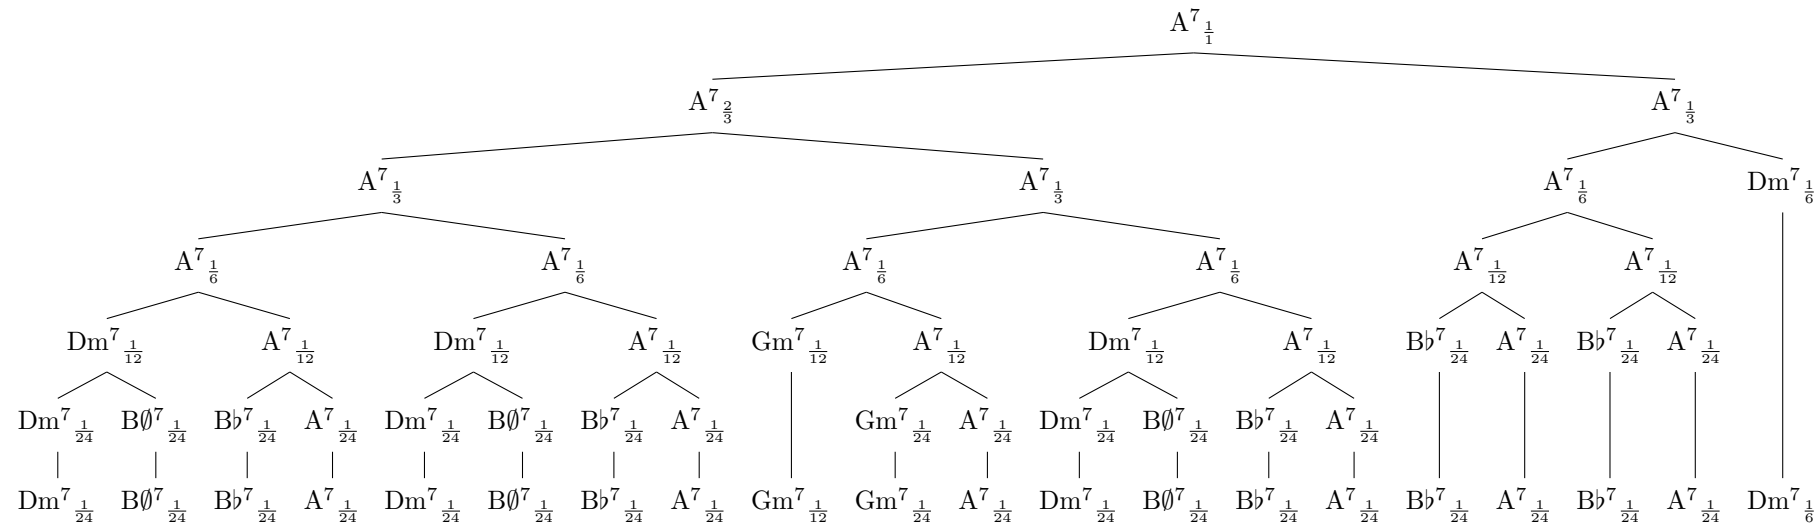 A⁷ 1/1
A⁷ 2/3 A⁷ 1/3
A⁷ 1/3 A⁷ 1/3 A⁷ 1/6 Dm⁷ 1/6
A⁷ 1/6 A⁷ 1/6 A⁷ 1/6 A⁷ 1/6 A⁷ 1/12 A⁷ 1/12
Dm⁷ 1/12 A⁷ 1/12 Dm⁷ 1/12 A⁷ 1/12 Gm⁷ 1/12 A⁷ 1/12 Dm⁷ 1/12 A⁷ 1/12 B♭⁷ 1/24 A⁷ 1/24 B♭⁷ 1/24 A⁷ 1/24
Dm⁷ 1/24 B∅⁷ 1/24 B♭⁷ 1/24 A⁷ 1/24 Dm⁷ 1/24 B∅⁷ 1/24 B♭⁷ 1/24 A⁷ 1/24 Gm⁷ 1/24 A⁷ 1/24 Dm⁷ 1/24 B∅⁷ 1/24 B♭⁷ 1/24 A⁷ 1/24
Dm⁷ 1/24 B∅⁷ 1/24 B♭⁷ 1/24 A⁷ 1/24 Dm⁷ 1/24 B∅⁷ 1/24 B♭⁷ 1/24 A⁷ 1/24 Gm⁷ 1/12 Gm⁷ 1/24 A⁷ 1/24 Dm⁷ 1/24 B∅⁷ 1/24 B♭⁷ 1/24 A⁷ 1/24 B♭⁷ 1/24 A⁷ 1/24 B♭⁷ 1/24 A⁷ 1/24 Dm⁷ 1/6